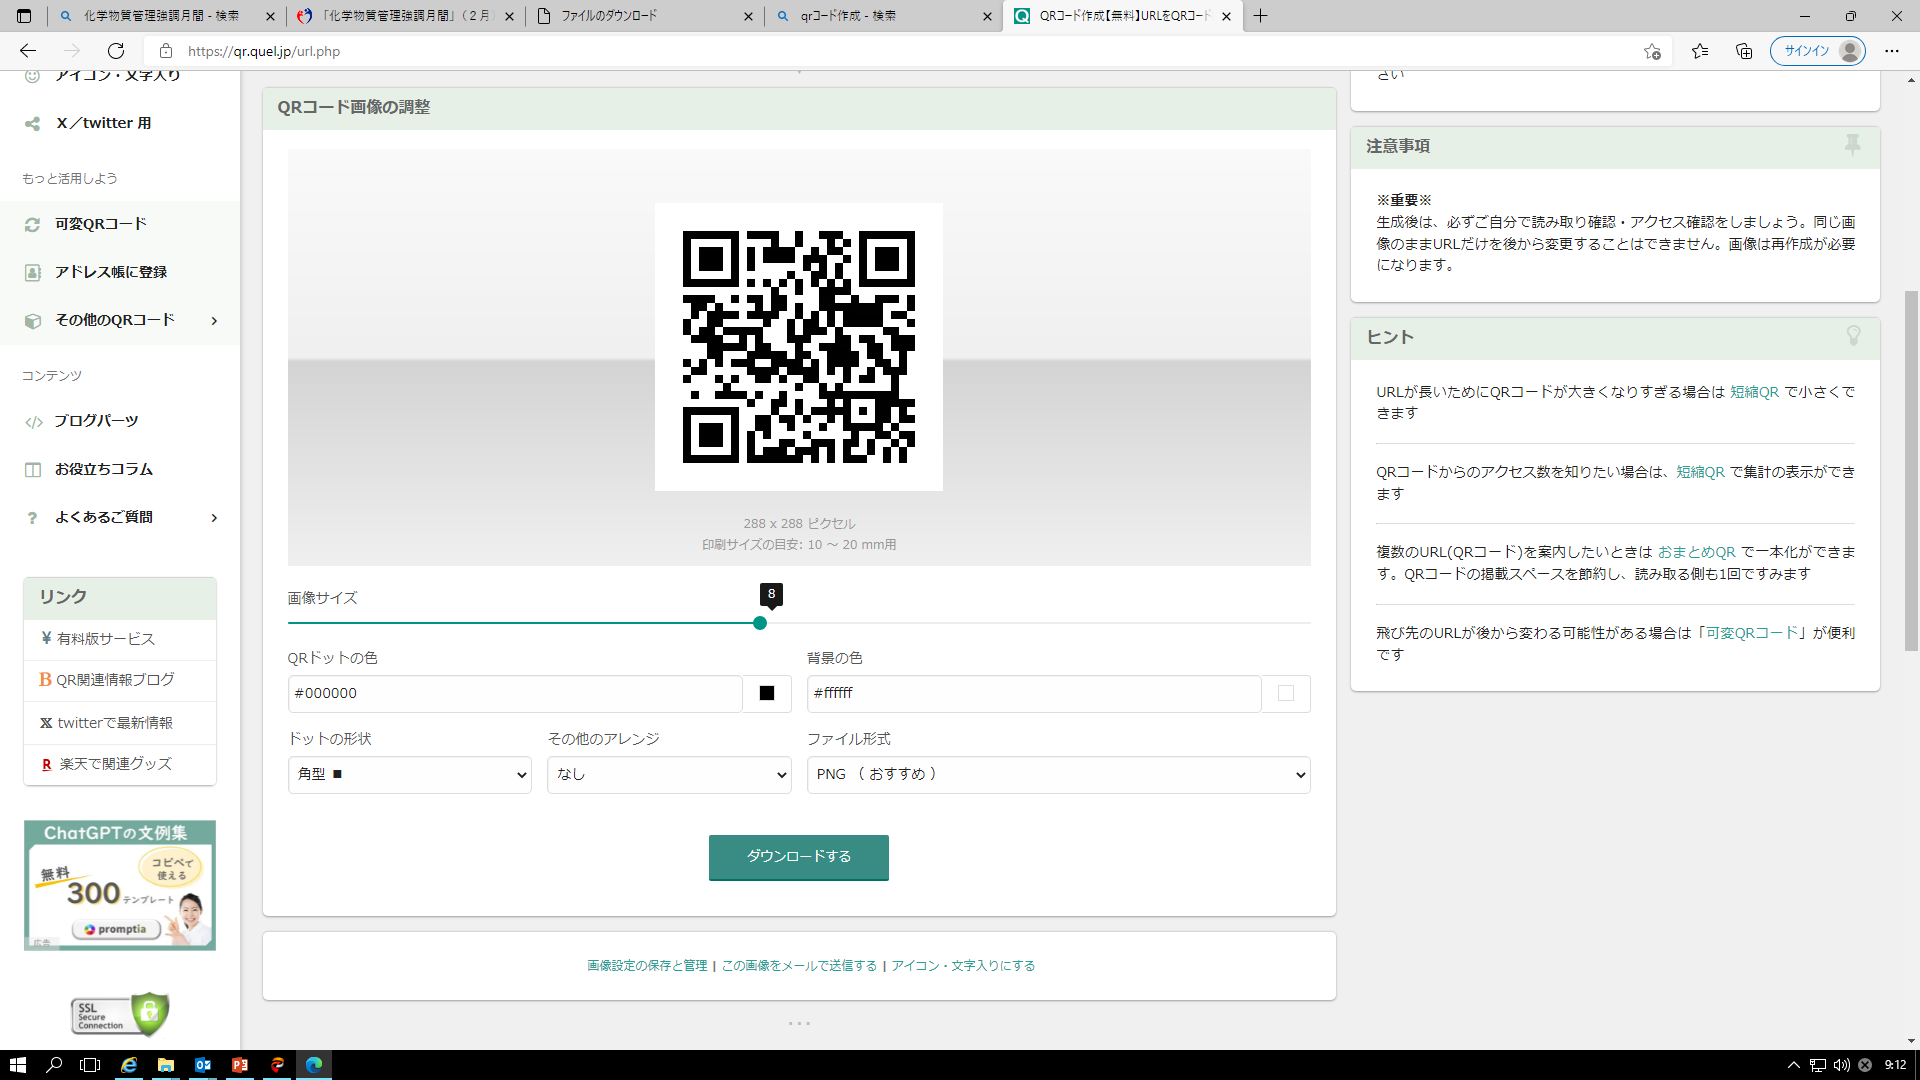 化学物質管理強調月間 - 検索
「化学物質管理強調月間」（２月）
ファイルのダウンロード
qrコード作成 - 検索
QRコード作成【無料】URLをQRコード
https://qr.quel.jp/url.php
サインイン
アイコン・文字入り
X／twitter 用
もっと活用しよう
可変QRコード
アドレス帳に登録
その他のQRコード
コンテンツ
ブログパーツ
お役立ちコラム
よくあるご質問
リンク
¥ 有料版サービス
B QR関連情報ブログ
X twitterで最新情報
R 楽天で関連グッズ
ChatGPTの文例集
コピペで
使える
無料
300
テンプレート
promptia
広告
SSL
Secure
Connection
QRコード画像の調整
288 x 288 ピクセル
印刷サイズの目安: 10 ～ 20 mm用
画像サイズ
8
QRドットの色
背景の色
#000000
#ffffff
ドットの形状
その他のアレンジ
ファイル形式
角型 ■
なし
PNG （ おすすめ ）
ダウンロードする
画像設定の保存と管理 | この画像をメールで送信する | アイコン・文字入りにする
さい
注意事項
※重要※
生成後は、必ずご自分で読み取り確認・アクセス確認をしましょう。同じ画
像のままURLだけを後から変更することはできません。画像は再作成が必要
になります。
ヒント
URLが長いためにQRコードが大きくなりすぎる場合は 短縮QR で小さくで
きます
QRコードからのアクセス数を知りたい場合は、短縮QR で集計の表示ができ
ます
複数のURL(QRコード)を案内したいときは おまとめQR で一本化ができま
す。QRコードの掲載スペースを節約し、読み取る側も1回ですみます
飛び先のURLが後から変わる可能性がある場合は「可変QRコード」が便利
です
9:12